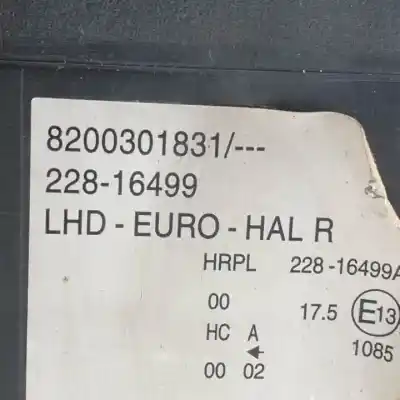 8200301831/---
228-16499
LHD - EURO - HAL R
HRPL 228-16499A
00 17.5 E13
HC A 1085
00 02